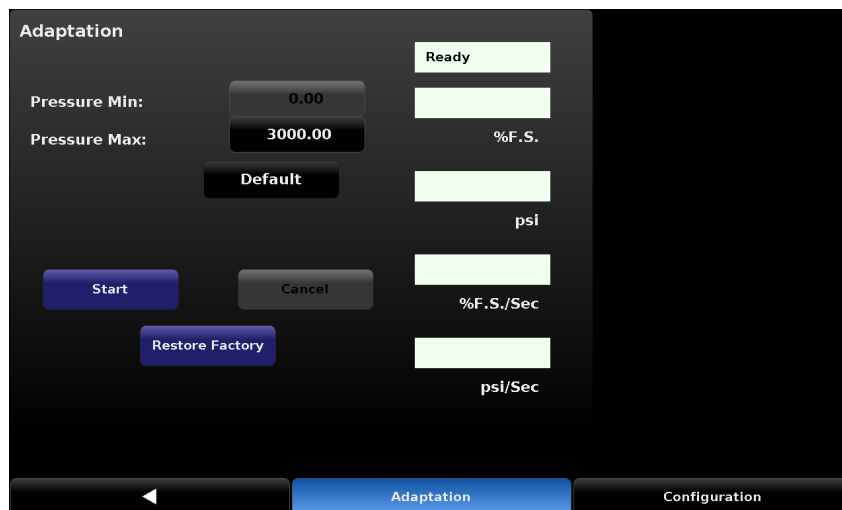 Adaptation
Ready
Pressure Min: 0.00
%F.S.
Pressure Max: 3000.00
Default
psi
Start Cancel
%F.S./Sec
Restore Factory
psi/Sec
Adaptation Configuration